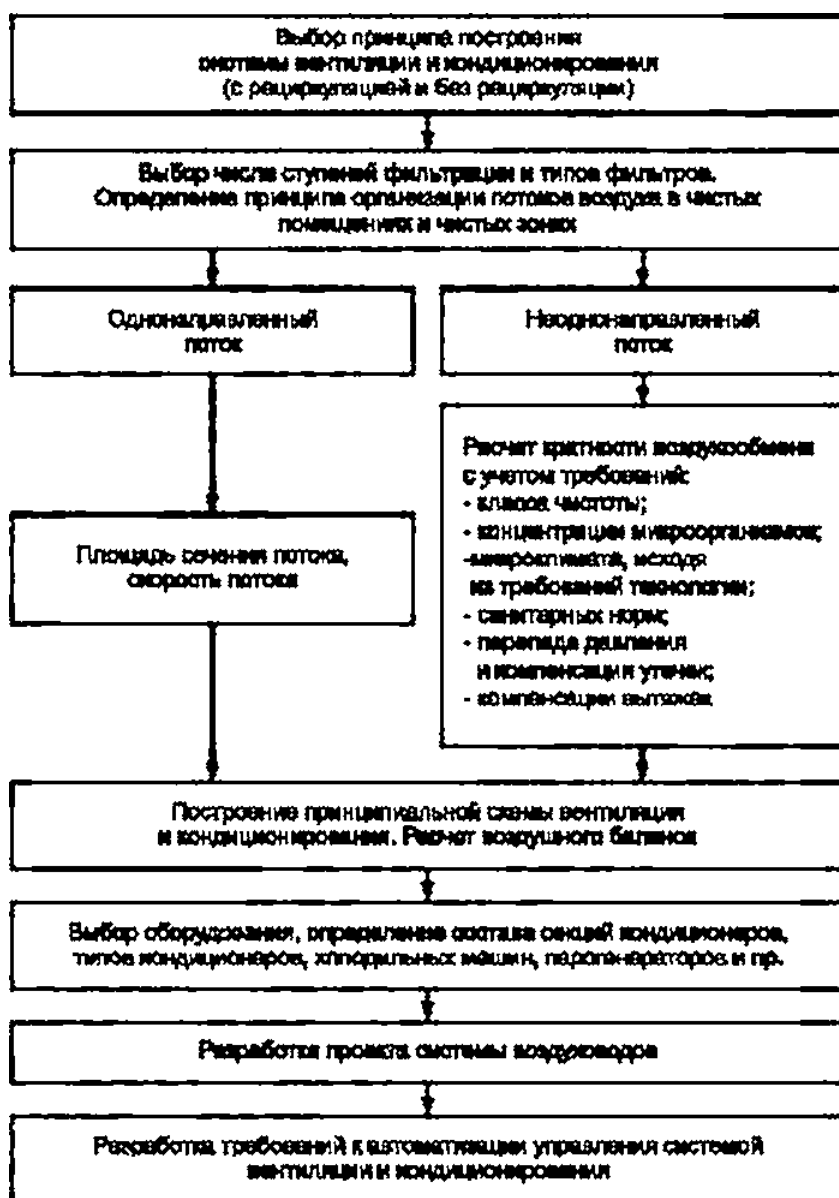 Выбор принципа построения
системы вентиляции и кондиционирования
(с рециркуляцией и без рециркуляции)
Выбор числа ступеней фильтрации и типов фильтров.
Определение принципа организации потоков воздуха в чистых
помещениях и чистых зонах
Однонаправленный
поток
Неоднонаправленный
поток
Площадь сечения потока,
скорость потока
Расчет кратности воздухообмена
с учетом требований:
- класса чистоты;
- концентрации микроорганизмов;
-микроклимата, исходя
из требований технологии;
- санитарных норм;
- перепада давления
и компенсации утечек;
- компенсации вытяжек
Построение принципиальной схемы вентиляции
и кондиционирования. Расчет воздушного баланса
Выбор оборудования, определение состава секций кондиционеров,
типов кондиционеров, холодильных машин, парогенераторов и пр.
Разработка проекта системы воздуховодов
Разработка требований к автоматизации управления системой
вентиляции и кондиционирования